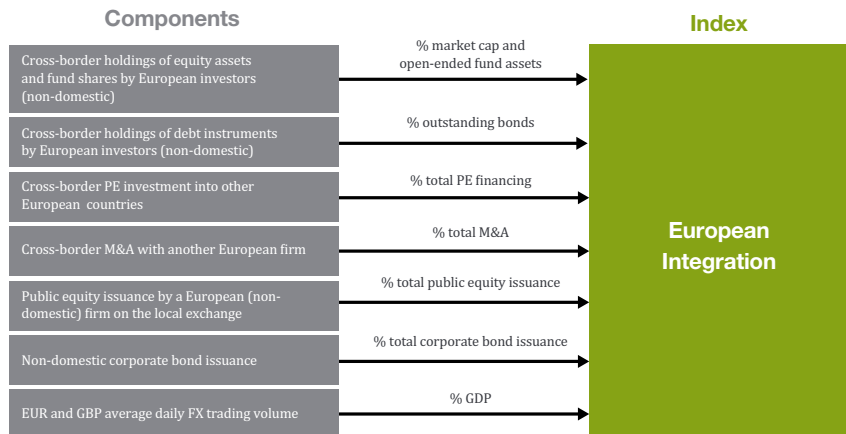 Components
Index
Cross-border holdings of equity assets
and fund shares by European investors
(non-domestic)
% market cap and
open-ended fund assets
Cross-border holdings of debt instruments
by European investors (non-domestic)
% outstanding bonds
Cross-border PE investment into other
European countries
% total PE financing
Cross-border M&A with another European firm
% total M&A
Public equity issuance by a European (non-
domestic) firm on the local exchange
% total public equity issuance
Non-domestic corporate bond issuance
% total corporate bond issuance
EUR and GBP average daily FX trading volume
% GDP
European
Integration